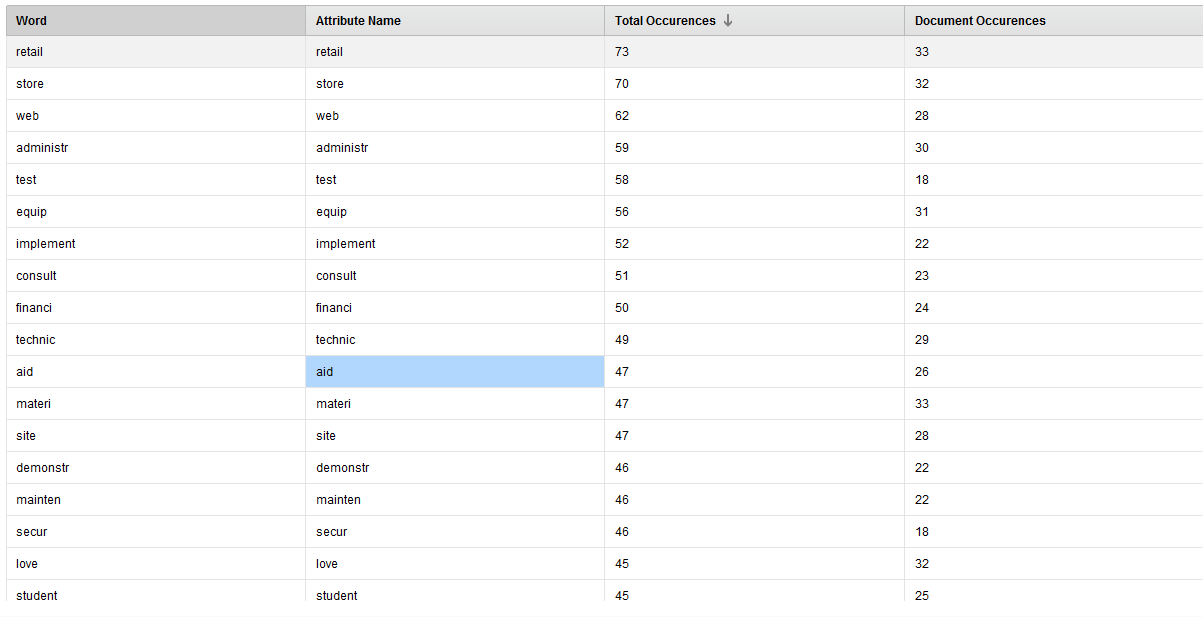 Word Attribute Name Total Occurences ↓ Document Occurences
retail retail 73 33
store store 70 32
web web 62 28
administr administr 59 30
test test 58 18
equip equip 56 31
implement implement 52 22
consult consult 51 23
financi financi 50 24
technic technic 49 29
aid aid 47 26
materi materi 47 33
site site 47 28
demonstr demonstr 46 22
mainten mainten 46 22
secur secur 46 18
love love 45 32
student student 45 25